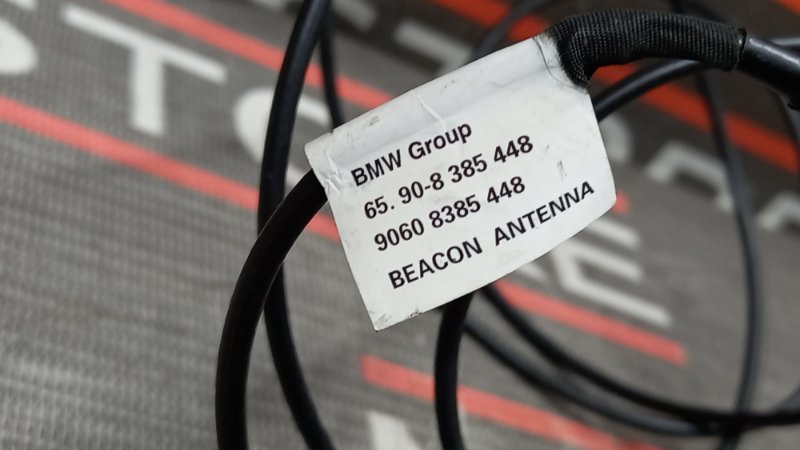 BMW Group
65. 90-8 385 448
9060 8385 448
BEACON ANTENNA